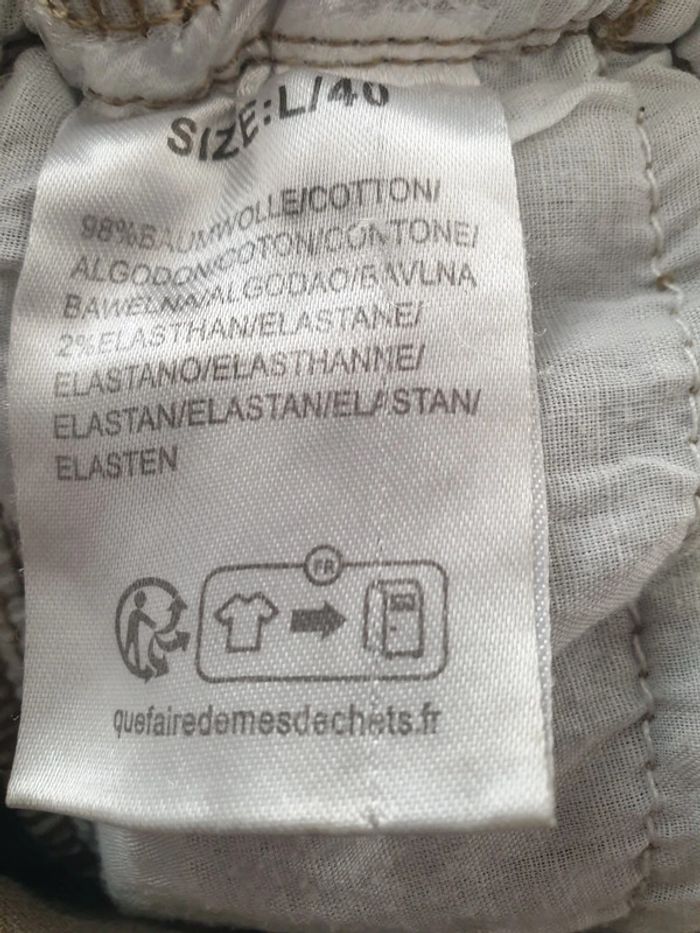 SIZE:L/40
98%BAUMWOLLE/COTTON/
ALGODON/COTON/CONTONE/
BAWELNA/ALGODAO/BAVLNA
2%ELASTHAN/ELASTANE/
ELASTANO/ELASTHANNE/
ELASTAN/ELASTAN/ELASTAN/
ELASTEN
FR
quefairedemesdechets.fr